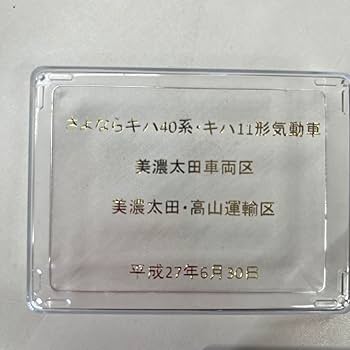 さよならキハ40系・キハ11形気動車
美濃太田車両区
美濃太田・高山運輸区
平成27年6月30日